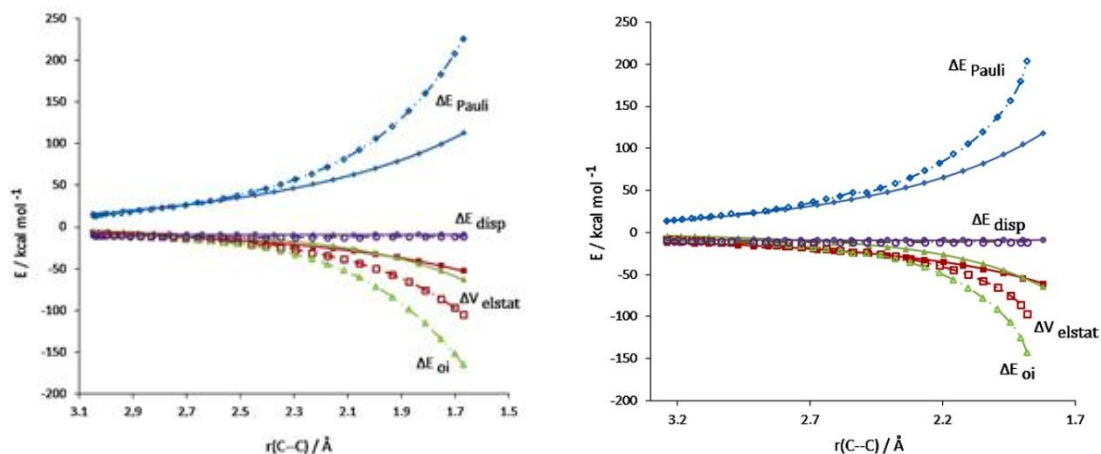 250
200
150
100
50
0
-50
-100
-150
-200
E / kcal mol -1
ΔE Pauli
ΔE disp
ΔV elstat
ΔE oi
3.1 2.9 2.7 2.5 2.3 2.1 1.9 1.7 1.5
r(C--C) / Å
250
200
150
100
50
0
-50
-100
-150
-200
E / kcal mol -1
ΔE Pauli
ΔE disp
ΔV elstat
ΔE oi
3.2 2.7 2.2 1.7
r(C--C) / Å